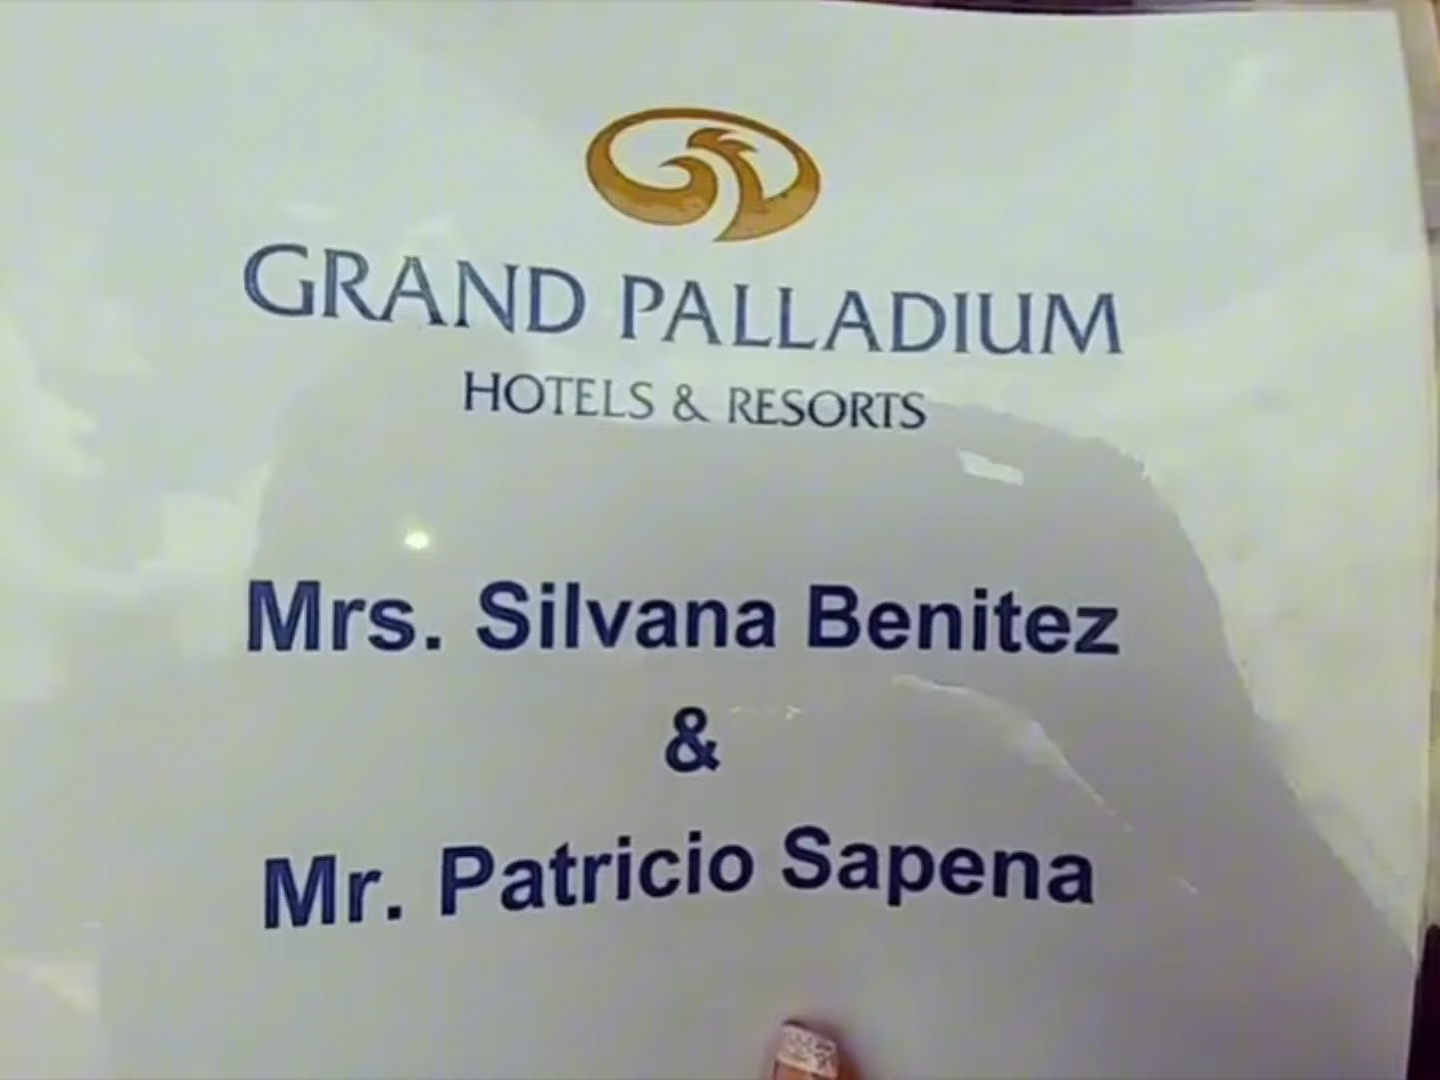 GRAND PALLADIUM
HOTELS & RESORTS
Mrs. Silvana Benitez
&
Mr. Patricio Sapena